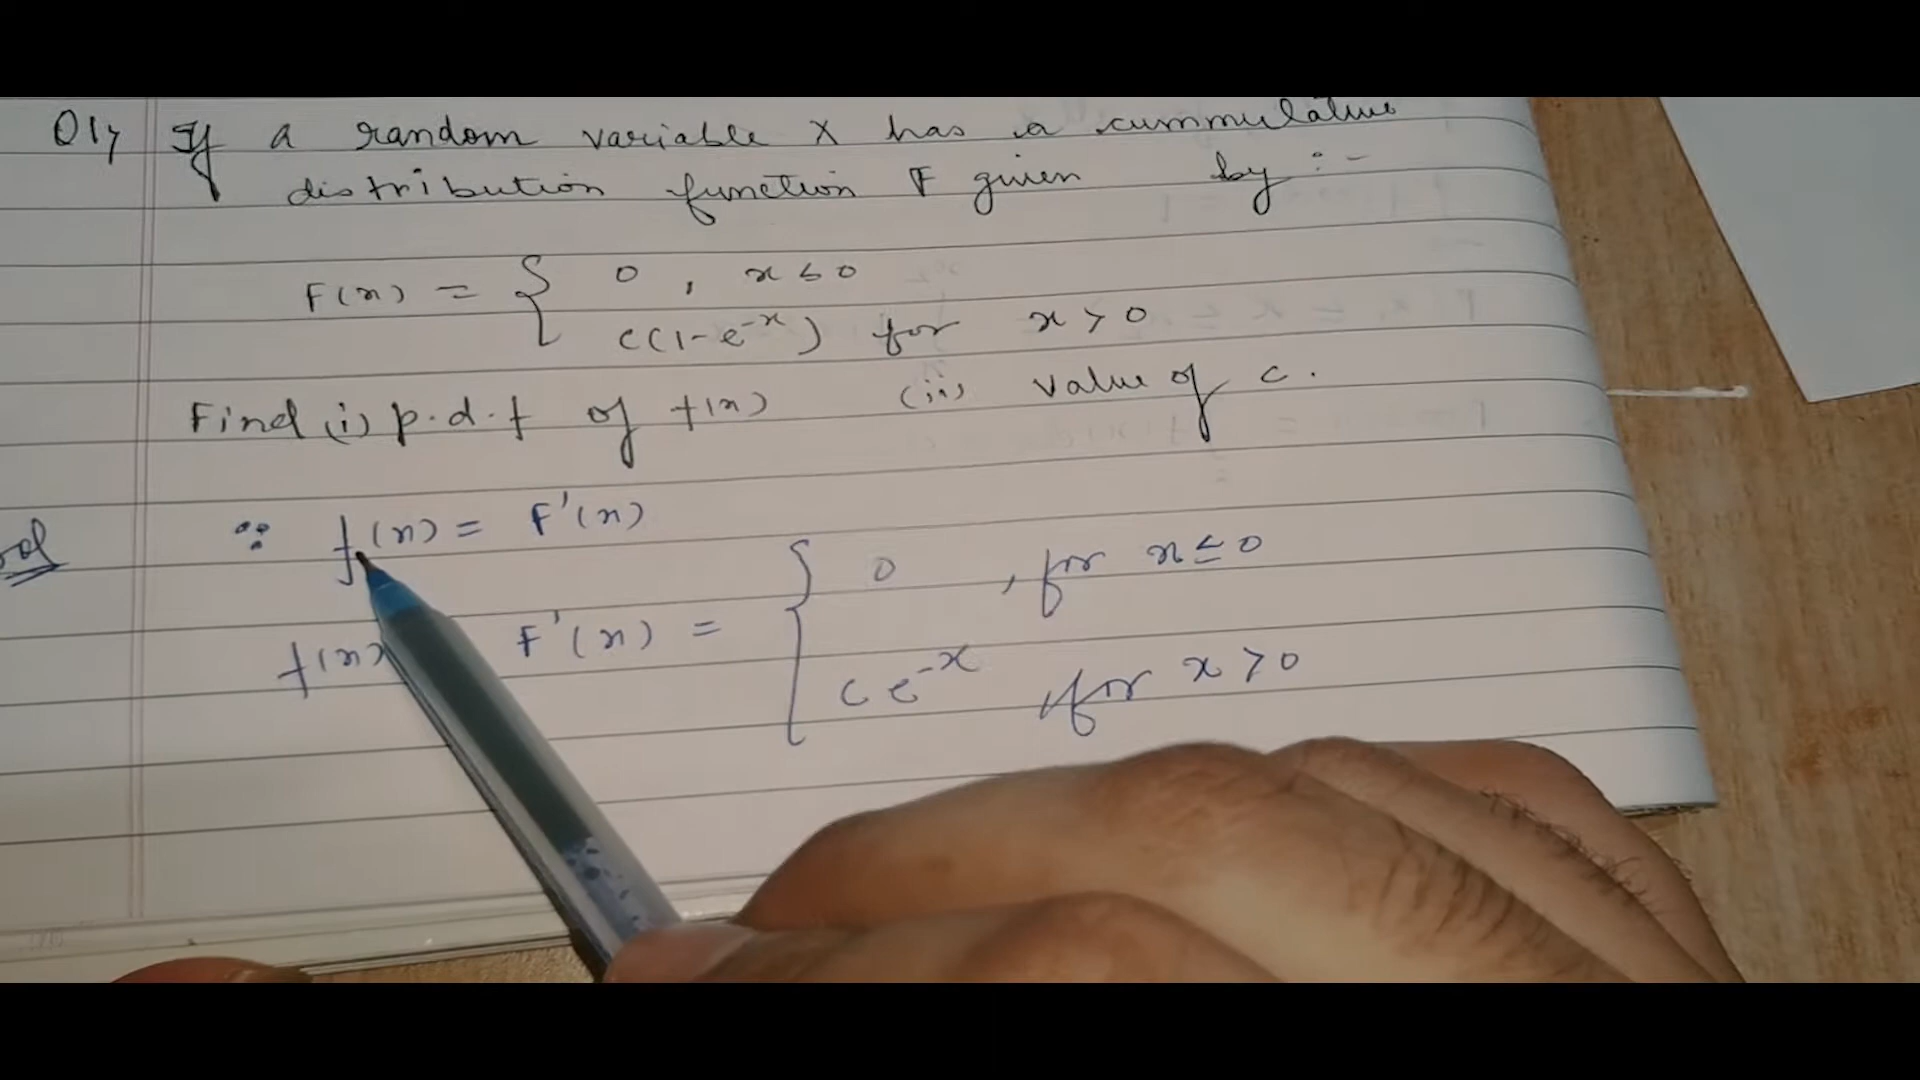 Q1) If a random variable X has a cummulative
distribution function F given by :-
F(x) = { 0 , x ≤ 0
c(1-e^-x) for x > 0
Find (i) p.d.f of f(x) (ii) value of c.
Sol ∵ f(x) = F'(x)
f(x) F'(x) = { 0 , for x ≤ 0
c e^-x , for x > 0